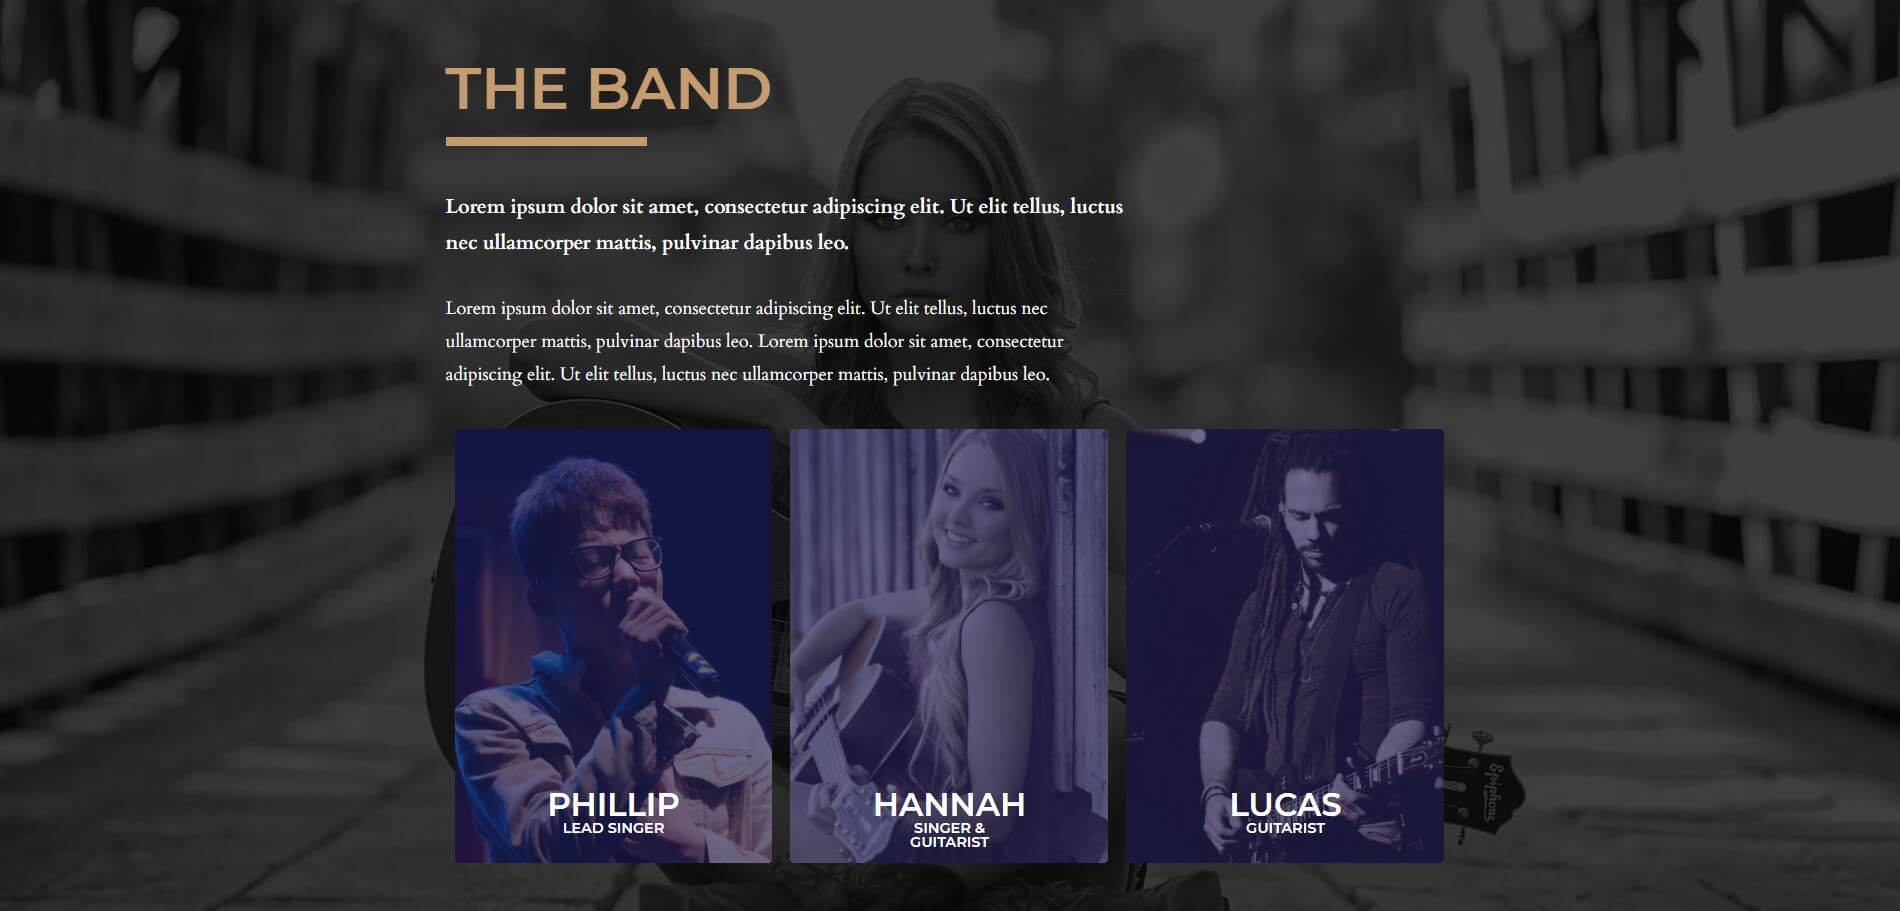 THE BAND
Lorem ipsum dolor sit amet, consectetur adipiscing elit. Ut elit tellus, luctus
nec ullamcorper mattis, pulvinar dapibus leo.
Lorem ipsum dolor sit amet, consectetur adipiscing elit. Ut elit tellus, luctus nec
ullamcorper mattis, pulvinar dapibus leo. Lorem ipsum dolor sit amet, consectetur
adipiscing elit. Ut elit tellus, luctus nec ullamcorper mattis, pulvinar dapibus leo.
PHILLIP
LEAD SINGER
HANNAH
SINGER &
GUITARIST
LUCAS
GUITARIST
Epiphone